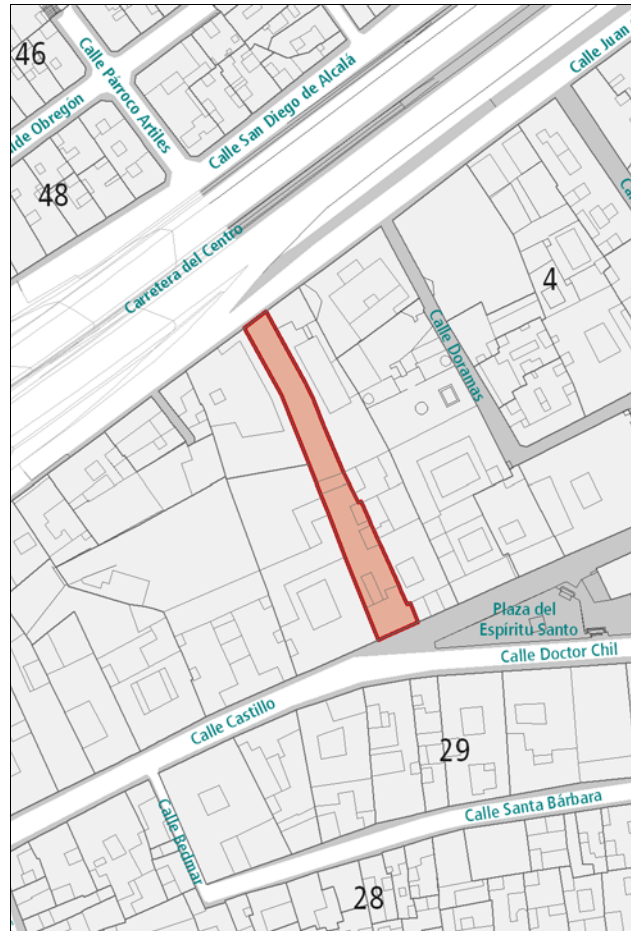 46
Calle Párroco Artiles
Calle San Diego de Alcalá
Calle Juan
lde Obregón
48
Carretera del Centro
4
Calle Doramas
Plaza del
Espíritu Santo
Calle Doctor Chil
Calle Castillo
29
Calle Santa Bárbara
Calle Bedmar
28